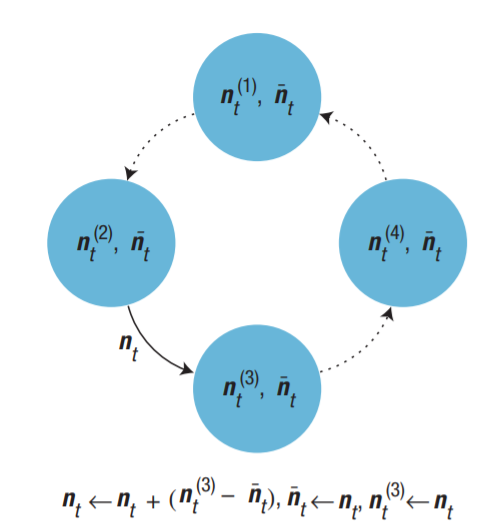 n_t^(1), n̄_t
n_t^(2), n̄_t
n_t^(4), n̄_t
n_t
n_t^(3), n̄_t
n_t ← n_t + (n_t^(3) − n̄_t), n̄_t ← n_t, n_t^(3) ← n_t